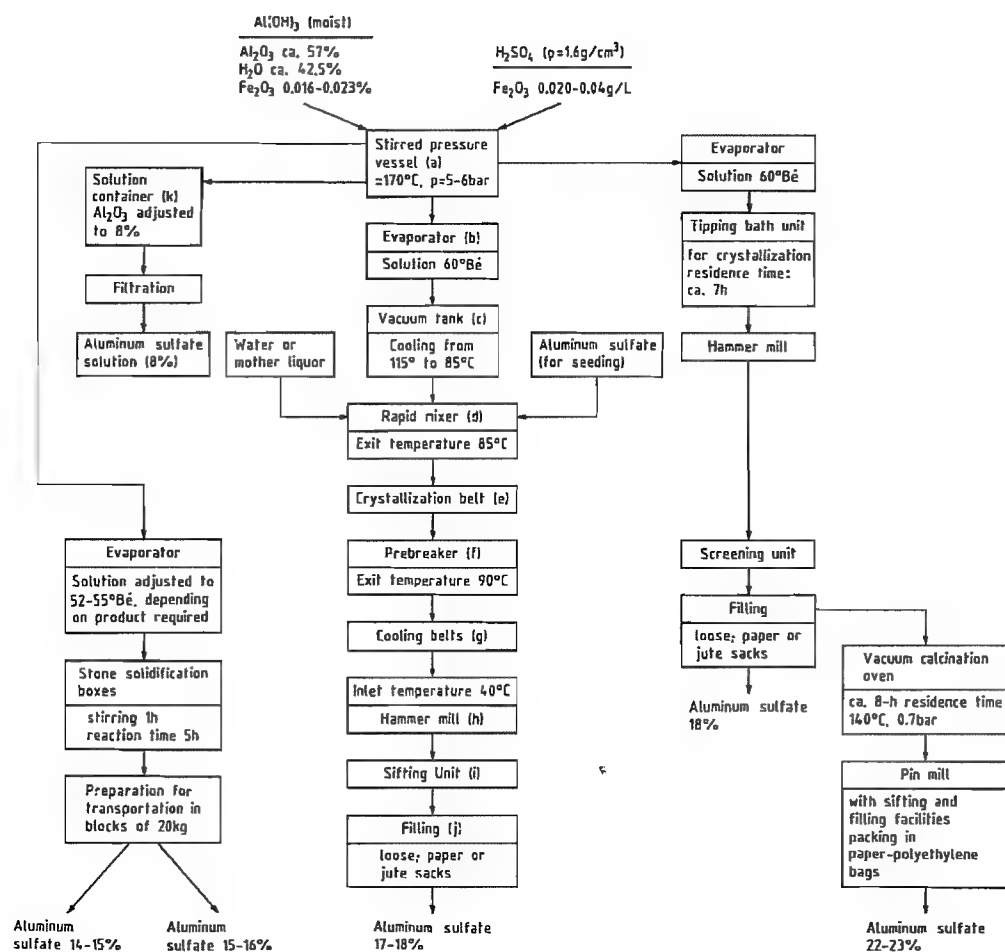 Al(OH)₃ (moist)
Al₂O₃ ca. 57%
H₂O ca. 42.5%
Fe₂O₃ 0.016–0.023%
H₂SO₄ (p=1.6g/cm³)
Fe₂O₃ 0.020–0.04g/L
Stirred pressure
vessel (a)
≈170°C, p=5–6bar
Solution
container (k)
Al₂O₃ adjusted
to 8%
Filtration
Aluminum sulfate
solution (8%)
Evaporator (b)
Solution 60°Bé
Vacuum tank (c)
Cooling from
115° to 85°C
Water or
mother liquor
Aluminum sulfate
(for seeding)
Rapid mixer (d)
Exit temperature 85°C
Crystallization belt (e)
Prebreaker (f)
Exit temperature 90°C
Cooling belts (g)
Inlet temperature 40°C
Hammer mill (h)
Sifting Unit (i)
Filling (j)
loose; paper or
jute sacks
Aluminum sulfate
17–18%
Evaporator
Solution adjusted to
52–55°Bé, depending
on product required
Stone solidification
boxes
stirring 1h
reaction time 5h
Preparation for
transportation in
blocks of 20kg
Aluminum
sulfate 14–15%
Aluminum
sulfate 15–16%
Evaporator
Solution 60°Bé
Tipping bath unit
for crystallization
residence time:
ca. 7h
Hammer mill
Screening unit
Filling
loose; paper or
jute sacks
Aluminum sulfate
18%
Vacuum calcination
oven
ca. 8-h residence time
140°C, 0.7bar
Pin mill
with sifting and
filling facilities
packing in
paper-polyethylene
bags
Aluminum sulfate
22–23%